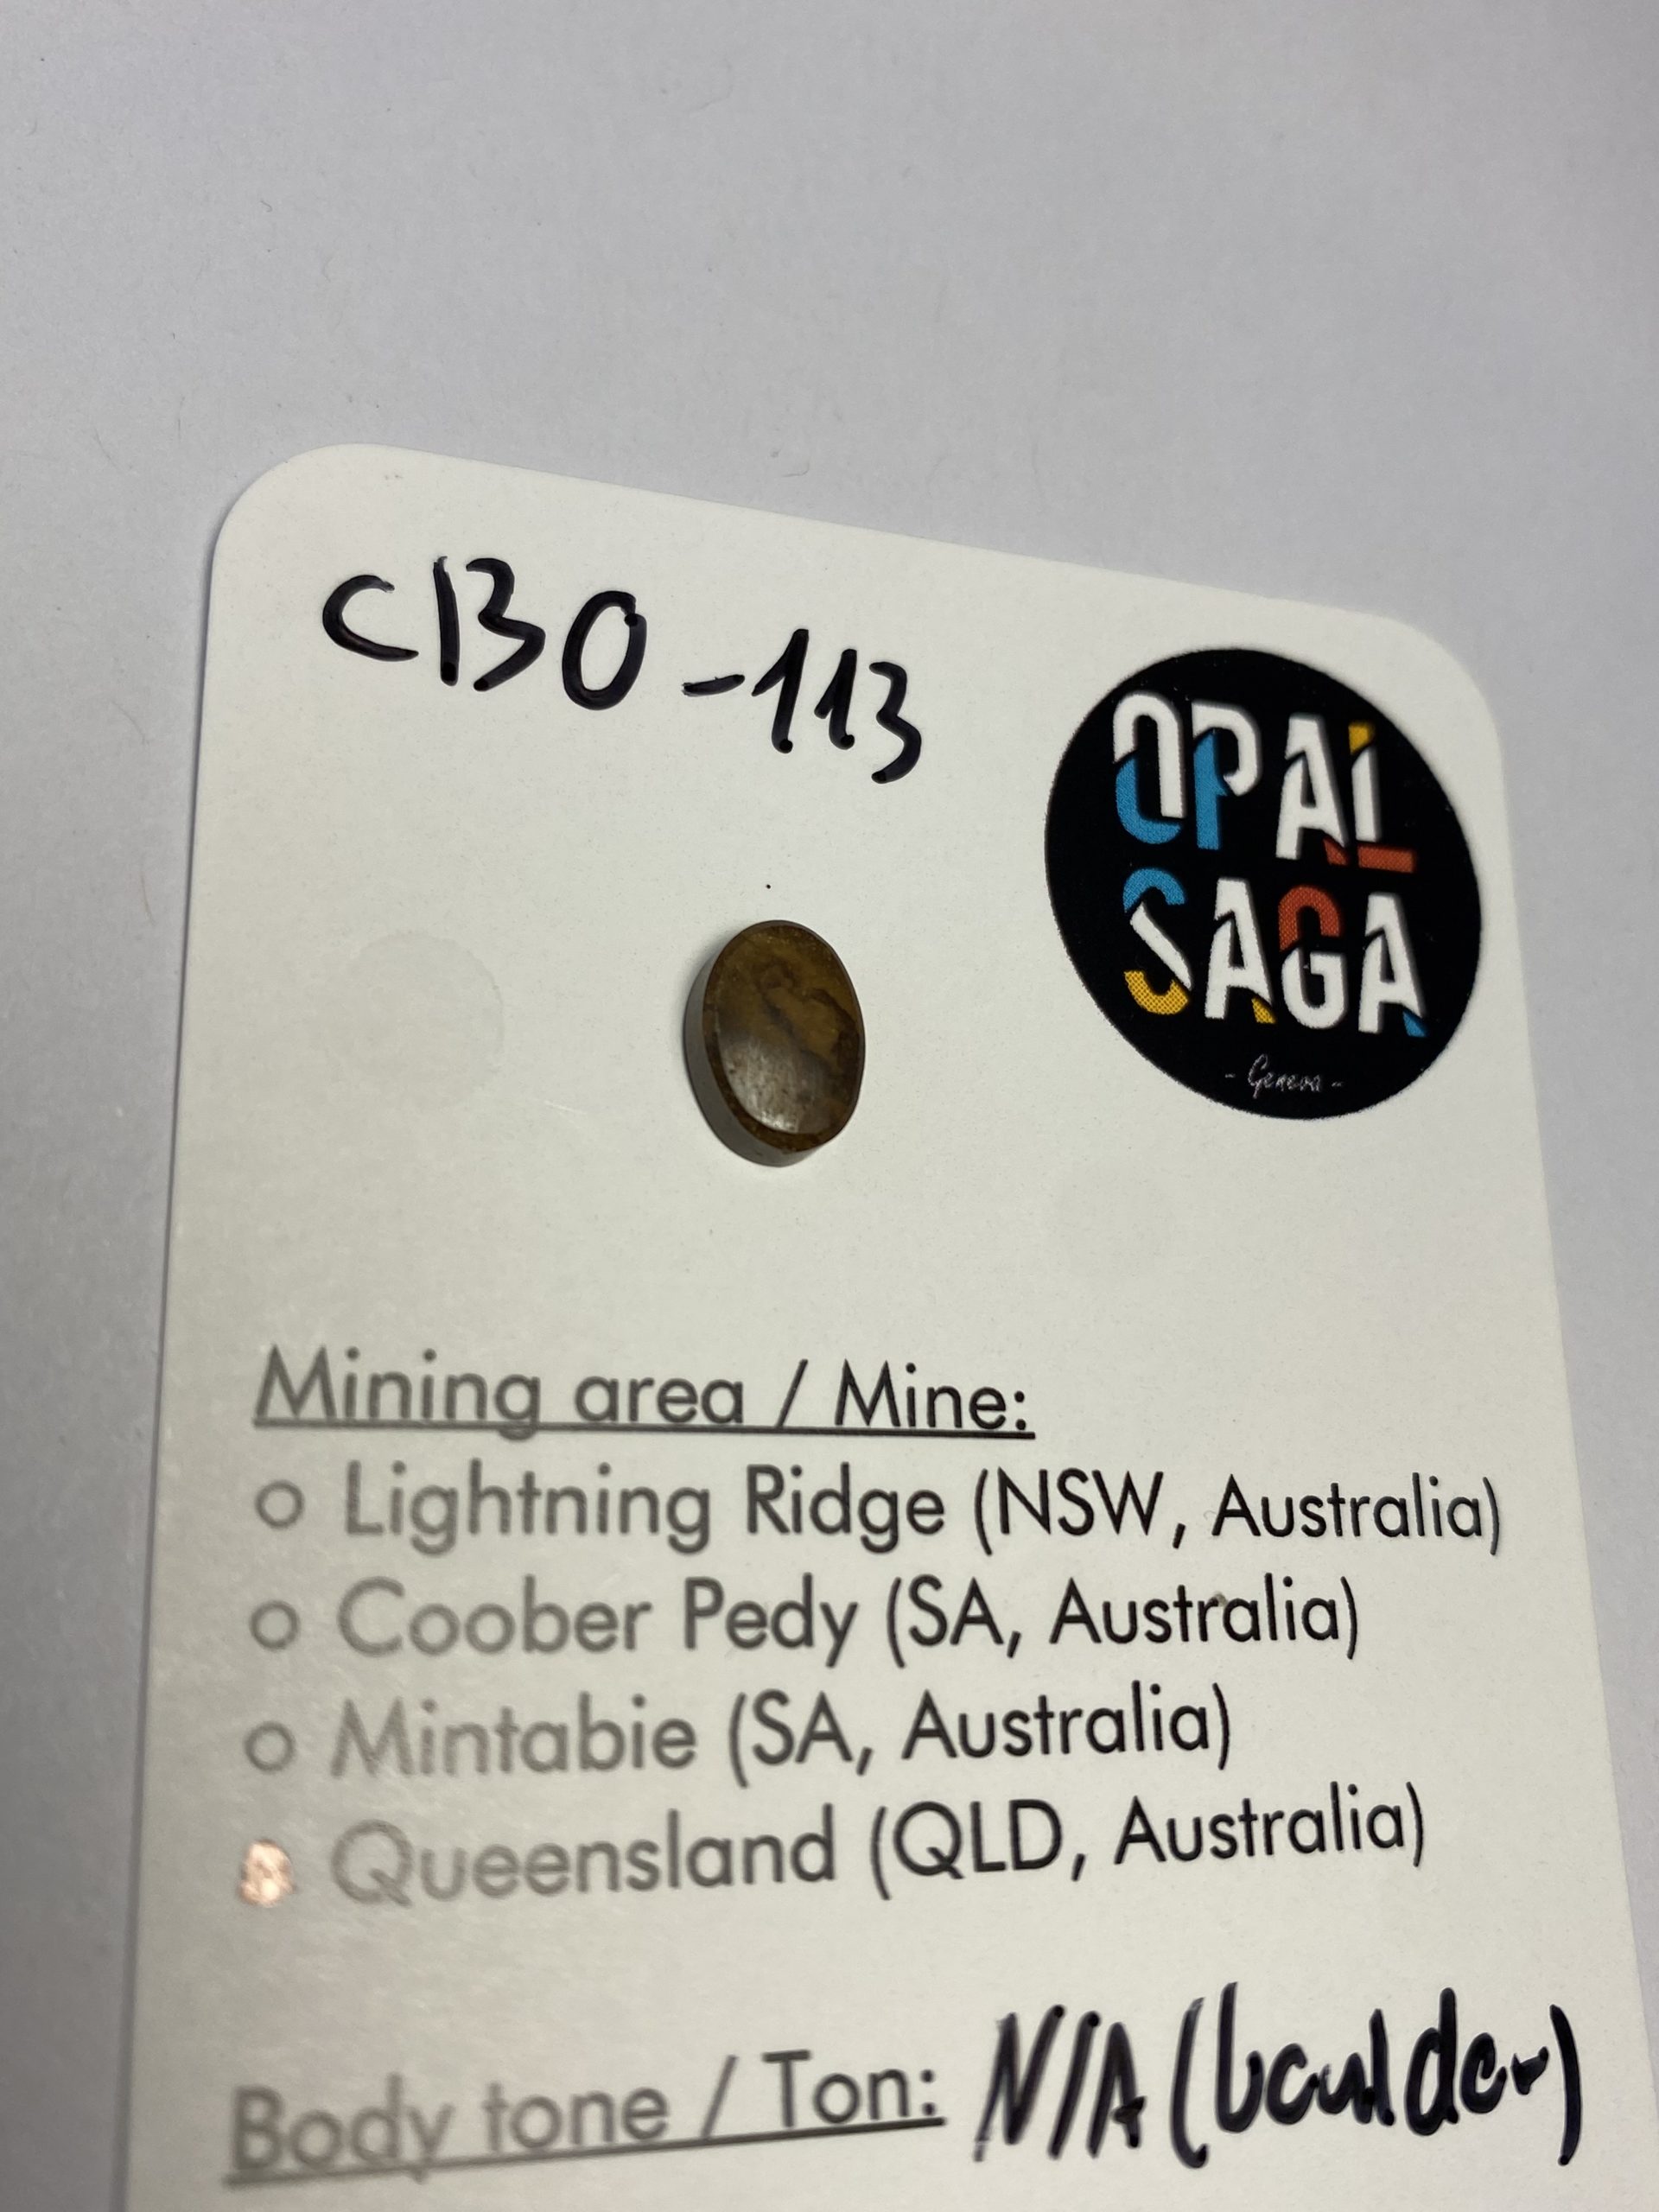 CBO-113
OPAL
SAGA
- Geneva -
Mining area / Mine:
Lightning Ridge (NSW, Australia)
Coober Pedy (SA, Australia)
Mintabie (SA, Australia)
Queensland (QLD, Australia)
Body tone / Ton: N/A (boulder)